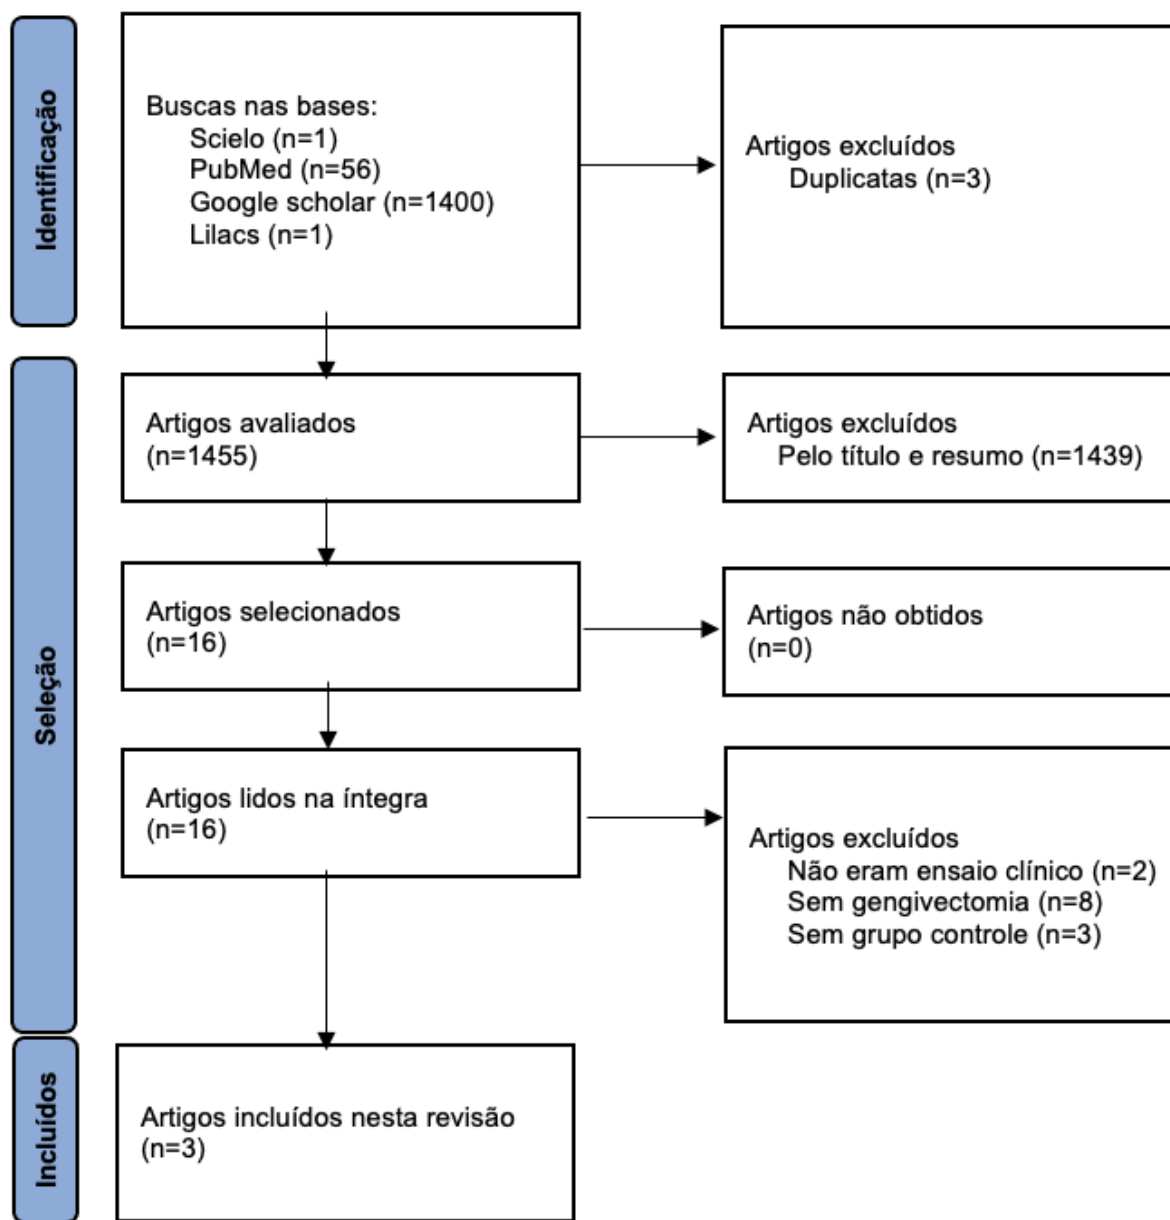 Identificação
Buscas nas bases:
Scielo (n=1)
PubMed (n=56)
Google scholar (n=1400)
Lilacs (n=1)
Artigos excluídos
Duplicatas (n=3)
Seleção
Artigos avaliados
(n=1455)
Artigos excluídos
Pelo título e resumo (n=1439)
Artigos selecionados
(n=16)
Artigos não obtidos
(n=0)
Artigos lidos na íntegra
(n=16)
Artigos excluídos
Não eram ensaio clínico (n=2)
Sem gengivectomia (n=8)
Sem grupo controle (n=3)
Incluídos
Artigos incluídos nesta revisão
(n=3)